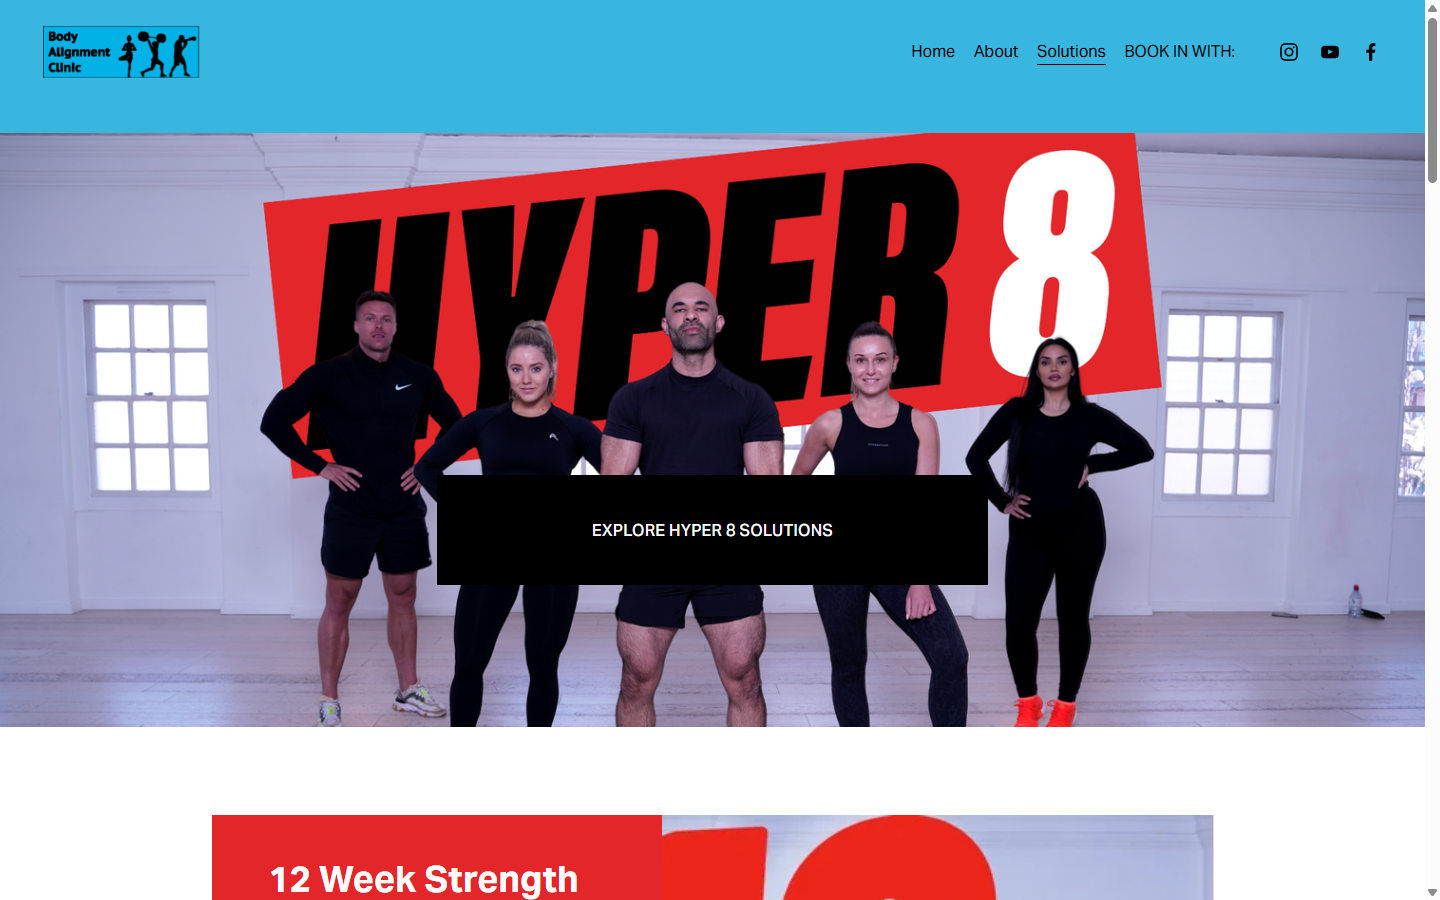 Body
Alignment
Clinic
Home
About
Solutions
BOOK IN WITH:
HYPER 8
EXPLORE HYPER 8 SOLUTIONS
12 Week Strength